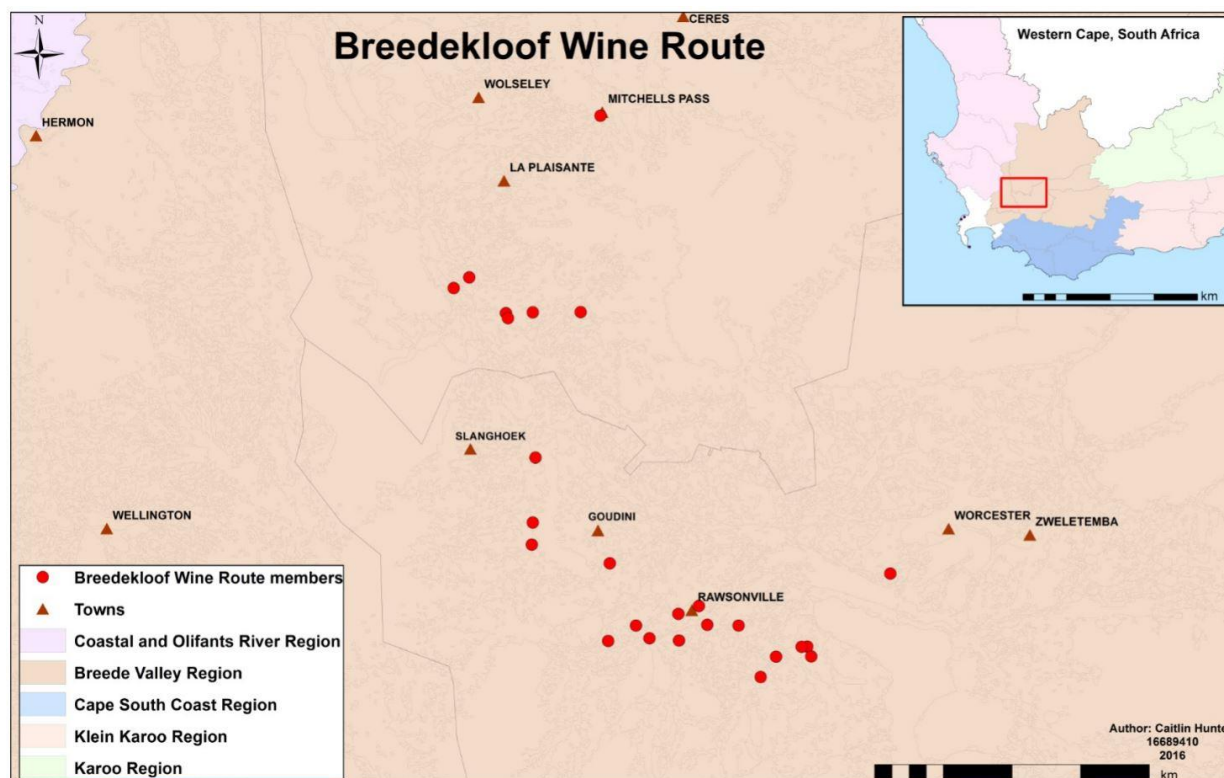 CERES
Breedekloof Wine Route
Western Cape, South Africa
N
WOLSELEY
MITCHELLS PASS
HERMON
LA PLAISANTE
km
SLANGHOEK
WELLINGTON
GOUDINI
WORCESTER
ZWELETEMBA
RAWSONVILLE
Breedekloof Wine Route members
Towns
Coastal and Olifants River Region
Breede Valley Region
Cape South Coast Region
Klein Karoo Region
Karoo Region
Author: Caitlin Hunte
16689410
2016
km